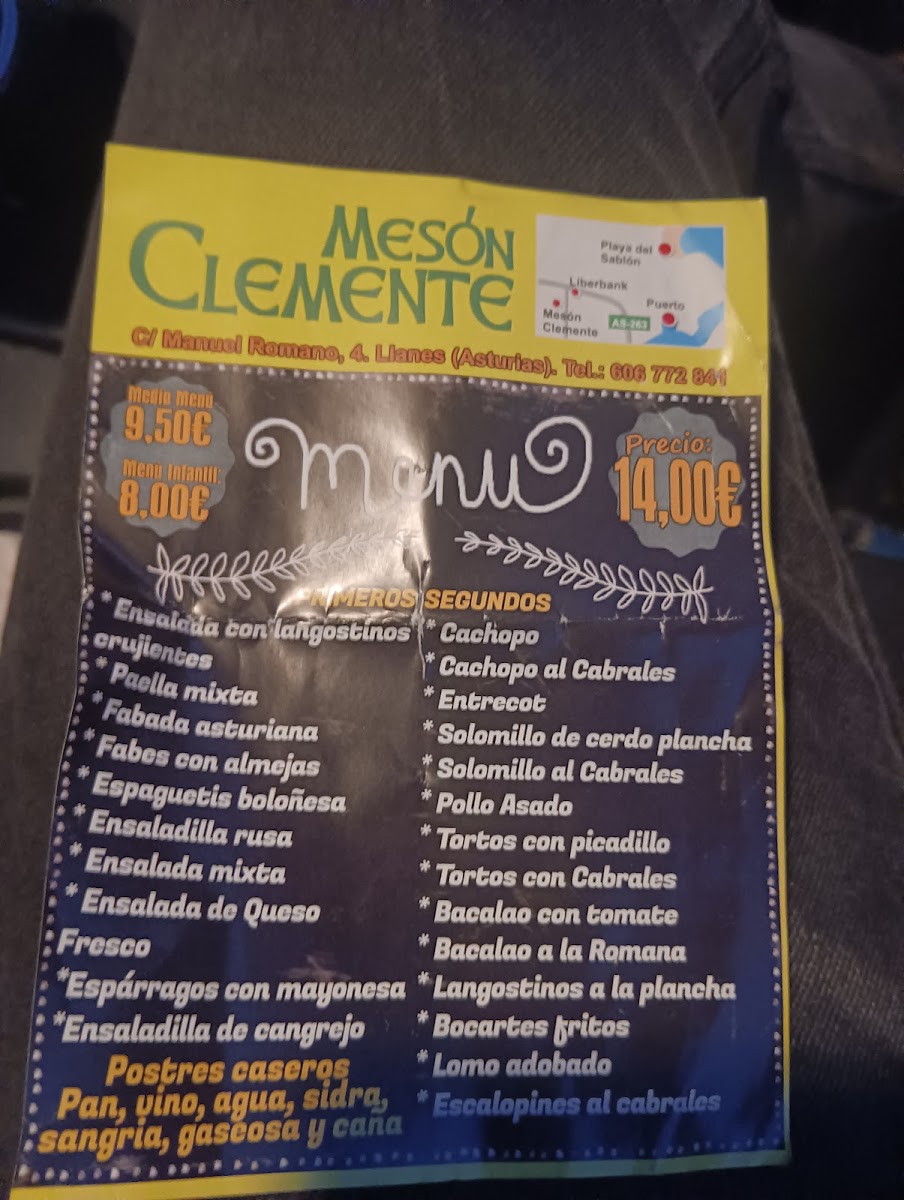 MESÓN
CLEMENTE
Playa del
Sablón
Liberbank
Puerto
Mesón
Clemente
AS-263
C/ Manuel Romano, 4. Llanes (Asturias). Tel.: 606 772 841
Medio Menú
9,50€
Menú Infantil:
8,00€
Menu
Precio:
14,00€
PRIMEROS
* Ensalada con langostinos
crujientes
* Paella mixta
* Fabada asturiana
* Fabes con almejas
* Espaguetis boloñesa
* Ensaladilla rusa
* Ensalada mixta
* Ensalada de Queso
Fresco
*Espárragos con mayonesa
*Ensaladilla de cangrejo
Postres caseros
Pan, vino, agua, sidra,
sangria, gaseosa y caña
SEGUNDOS
* Cachopo
* Cachopo al Cabrales
* Entrecot
* Solomillo de cerdo plancha
* Solomillo al Cabrales
* Pollo Asado
* Tortos con picadillo
* Tortos con Cabrales
* Bacalao con tomate
* Bacalao a la Romana
* Langostinos a la plancha
* Bocartes fritos
* Lomo adobado
* Escalopines al cabrales